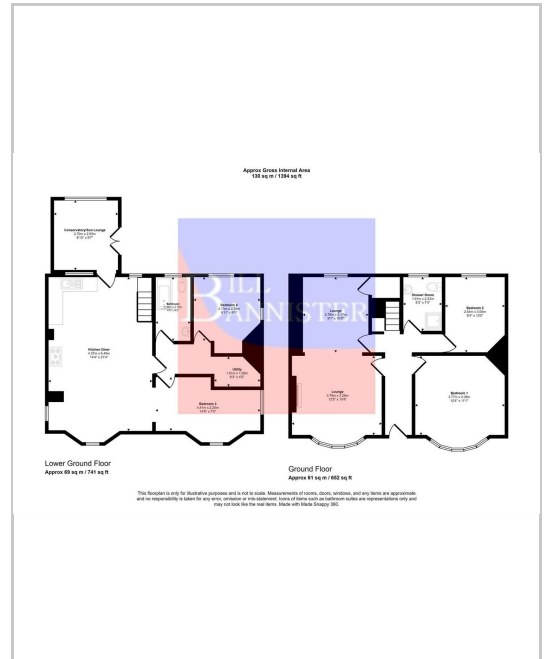 Approx Gross Internal Area
130 sq m / 1394 sq ft
Conservatory/Sun Lounge
BILL
BANNISTER
Bathroom
Bedroom 4
Kitchen Diner
Utility
Bedroom 3
Lounge
Shower Room
Bedroom 2
Lounge
Bedroom 1
Lower Ground Floor
Approx 69 sq m / 741 sq ft
Ground Floor
Approx 61 sq m / 652 sq ft
This floorplan is only for illustrative purposes and is not to scale. Measurements of rooms, doors, windows, and any items are approximate
and no responsibility is taken for any error, omission or mis-statement. Icons of items such as bathroom suites are representations only and
may not look like the real items. Made with Made Snappy 360.